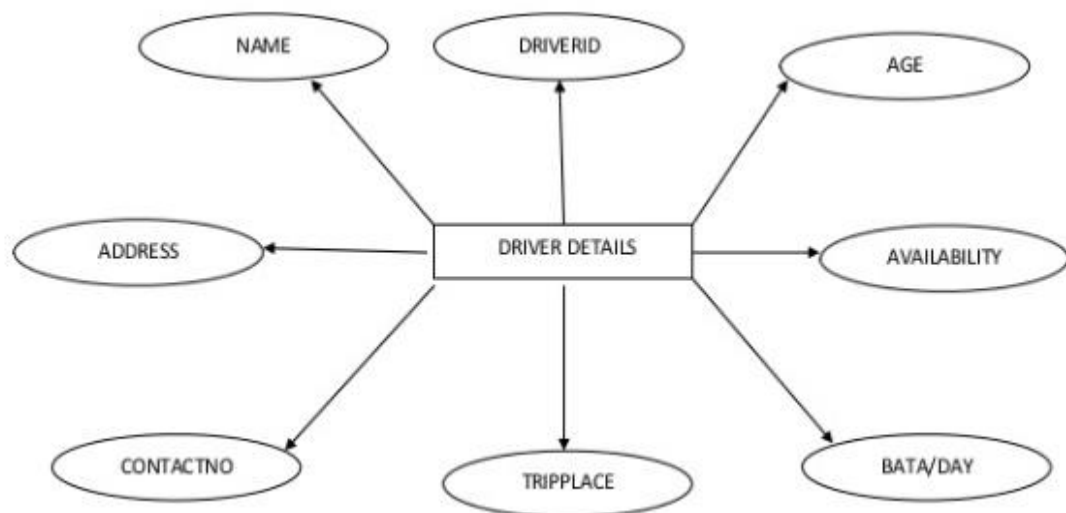 NAME
DRIVERID
AGE
ADDRESS
DRIVER DETAILS
AVAILABILITY
CONTACTNO
TRIPPLACE
BATA/DAY